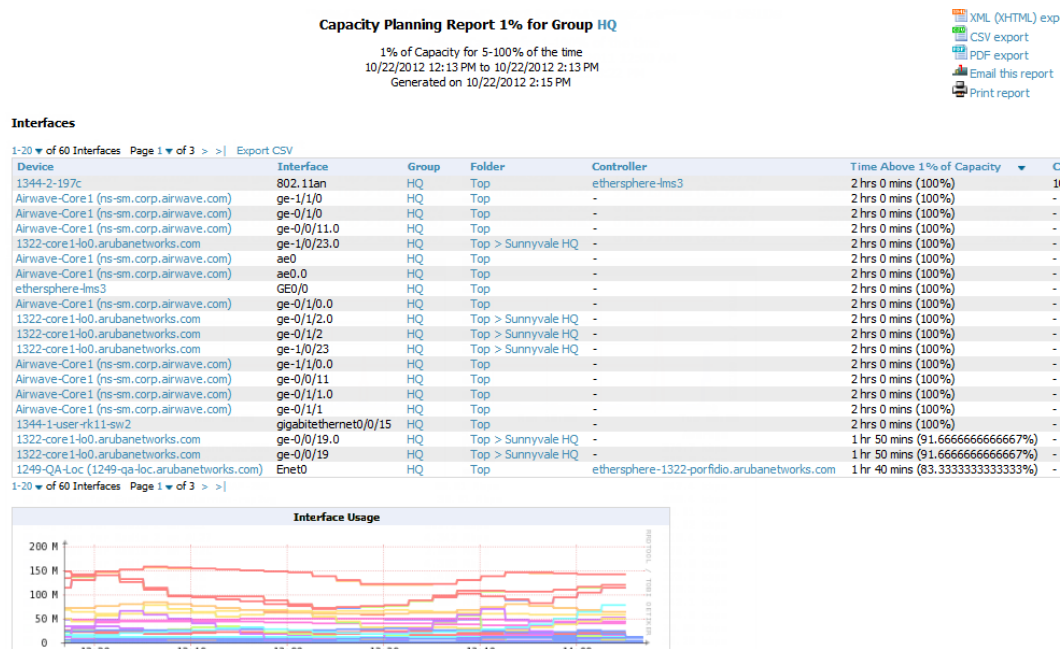 Capacity Planning Report 1% for Group HQ
1% of Capacity for 5-100% of the time
10/22/2012 12:13 PM to 10/22/2012 2:13 PM
Generated on 10/22/2012 2:15 PM
XML (XHTML) exp
CSV export
PDF export
Email this report
Print report
Interfaces
1-20 of 60 Interfaces Page 1 of 3 > >| Export CSV
Device Interface Group Folder Controller Time Above 1% of Capacity C
1344-2-197c 802.11an HQ Top ethersphere-lms3 2 hrs 0 mins (100%) 10
Airwave-Core1 (ns-sm.corp.airwave.com) ge-1/1/0 HQ Top - 2 hrs 0 mins (100%) -
Airwave-Core1 (ns-sm.corp.airwave.com) ge-0/1/0 HQ Top - 2 hrs 0 mins (100%) -
Airwave-Core1 (ns-sm.corp.airwave.com) ge-0/0/11.0 HQ Top - 2 hrs 0 mins (100%) -
1322-core1-lo0.arubanetworks.com ge-1/0/23.0 HQ Top > Sunnyvale HQ - 2 hrs 0 mins (100%) -
Airwave-Core1 (ns-sm.corp.airwave.com) ae0 HQ Top - 2 hrs 0 mins (100%) -
Airwave-Core1 (ns-sm.corp.airwave.com) ae0.0 HQ Top - 2 hrs 0 mins (100%) -
ethersphere-lms3 GE0/0 HQ Top - 2 hrs 0 mins (100%) -
Airwave-Core1 (ns-sm.corp.airwave.com) ge-0/1/0.0 HQ Top - 2 hrs 0 mins (100%) -
1322-core1-lo0.arubanetworks.com ge-0/1/2.0 HQ Top > Sunnyvale HQ - 2 hrs 0 mins (100%) -
1322-core1-lo0.arubanetworks.com ge-0/1/2 HQ Top > Sunnyvale HQ - 2 hrs 0 mins (100%) -
1322-core1-lo0.arubanetworks.com ge-1/0/23 HQ Top > Sunnyvale HQ - 2 hrs 0 mins (100%) -
Airwave-Core1 (ns-sm.corp.airwave.com) ge-1/1/0.0 HQ Top - 2 hrs 0 mins (100%) -
Airwave-Core1 (ns-sm.corp.airwave.com) ge-0/0/11 HQ Top - 2 hrs 0 mins (100%) -
Airwave-Core1 (ns-sm.corp.airwave.com) ge-0/1/1.0 HQ Top - 2 hrs 0 mins (100%) -
Airwave-Core1 (ns-sm.corp.airwave.com) ge-0/1/1 HQ Top - 2 hrs 0 mins (100%) -
1344-1-user-rk11-sw2 gigabitethernet0/0/15 HQ Top - 2 hrs 0 mins (100%) -
1322-core1-lo0.arubanetworks.com ge-0/0/19.0 HQ Top > Sunnyvale HQ - 1 hr 50 mins (91.6666666666667%) -
1322-core1-lo0.arubanetworks.com ge-0/0/19 HQ Top > Sunnyvale HQ - 1 hr 50 mins (91.6666666666667%) -
1249-QA-Loc (1249-qa-loc.arubanetworks.com) Enet0 HQ Top ethersphere-1322-porfidio.arubanetworks.com 1 hr 40 mins (83.3333333333333%) -
1-20 of 60 Interfaces Page 1 of 3 > >|
Interface Usage
200 M
150 M
100 M
50 M
0
RRDTOOL / TOBI OETIKER